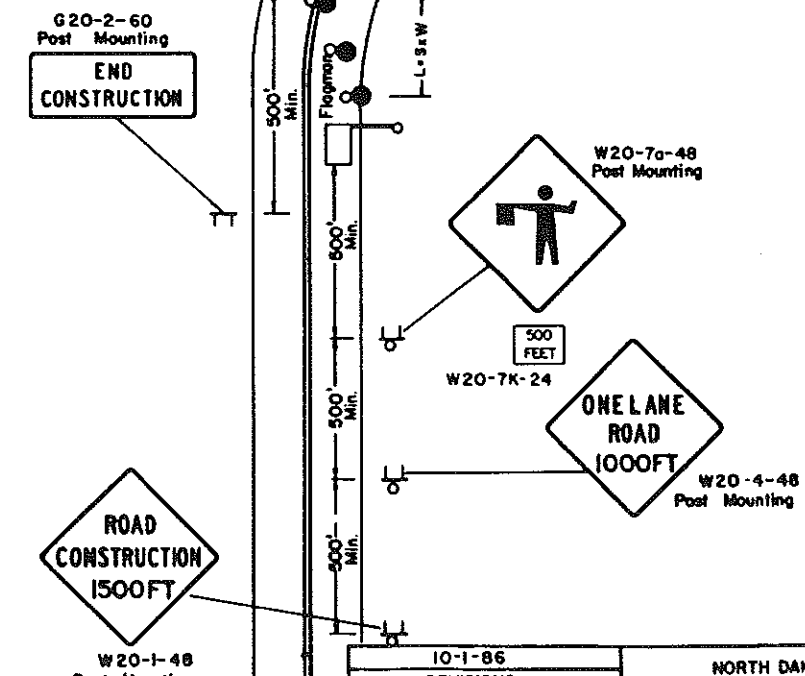 G20-2-60
Post Mounting
END
CONSTRUCTION
500'
Min.
Flagman
L=SxW
W20-7a-48
Post Mounting
500'
Min.
500
FEET
W20-7K-24
500'
Min.
ONE LANE
ROAD
1000FT
W20-4-48
Post Mounting
500'
Min.
ROAD
CONSTRUCTION
1500FT
W20-1-48
10-1-86
NORTH DAK